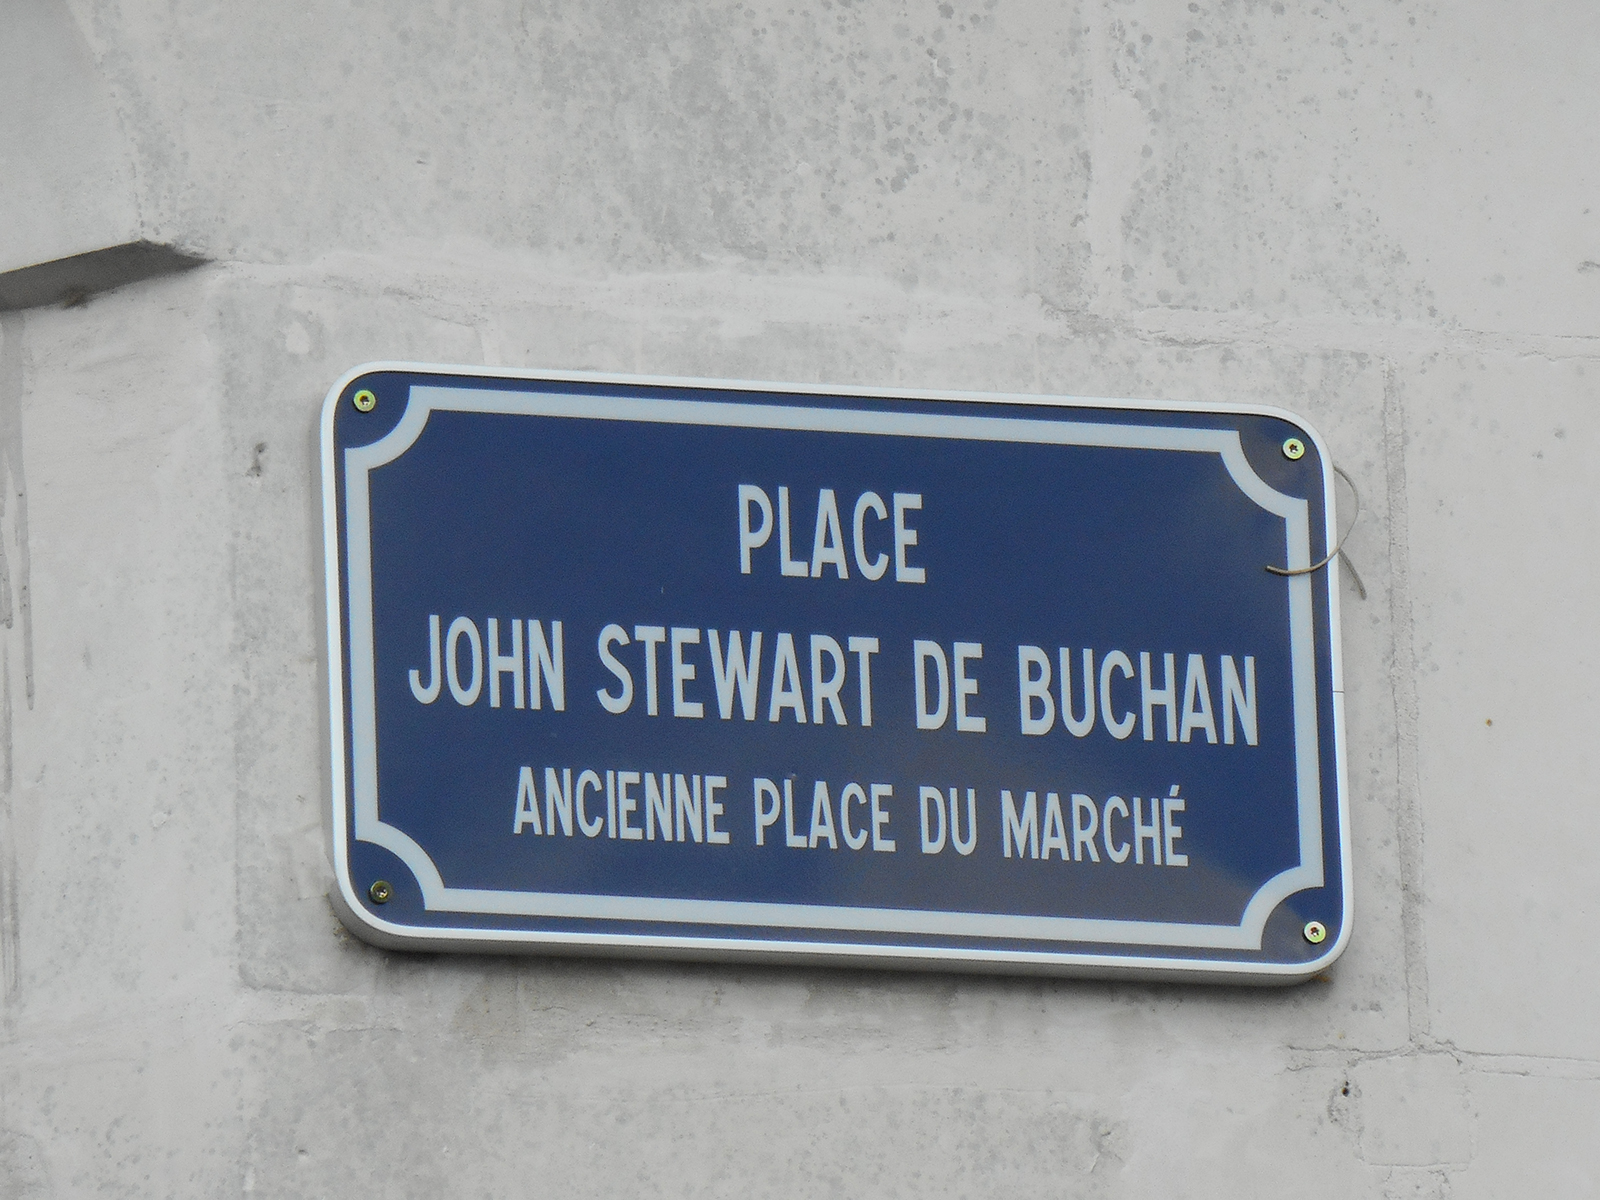 PLACE
JOHN STEWART DE BUCHAN
ANCIENNE PLACE DU MARCHÉ